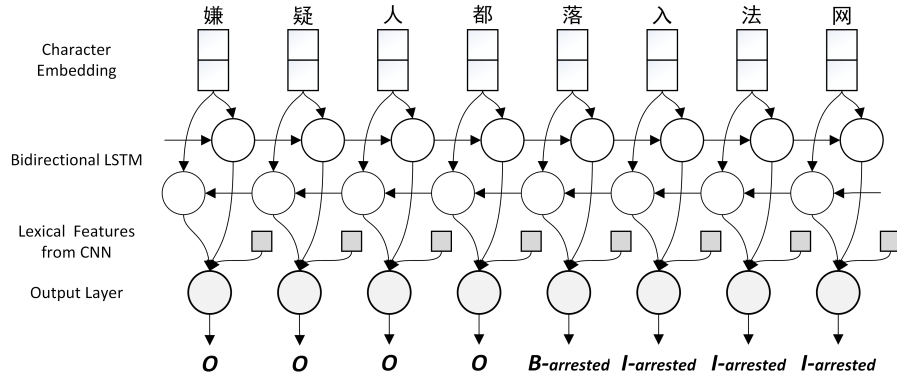 嫌 疑 人 都 落 入 法 网
Character
Embedding
Bidirectional LSTM
Lexical Features
from CNN
Output Layer
O O O O B-arrested I-arrested I-arrested I-arrested